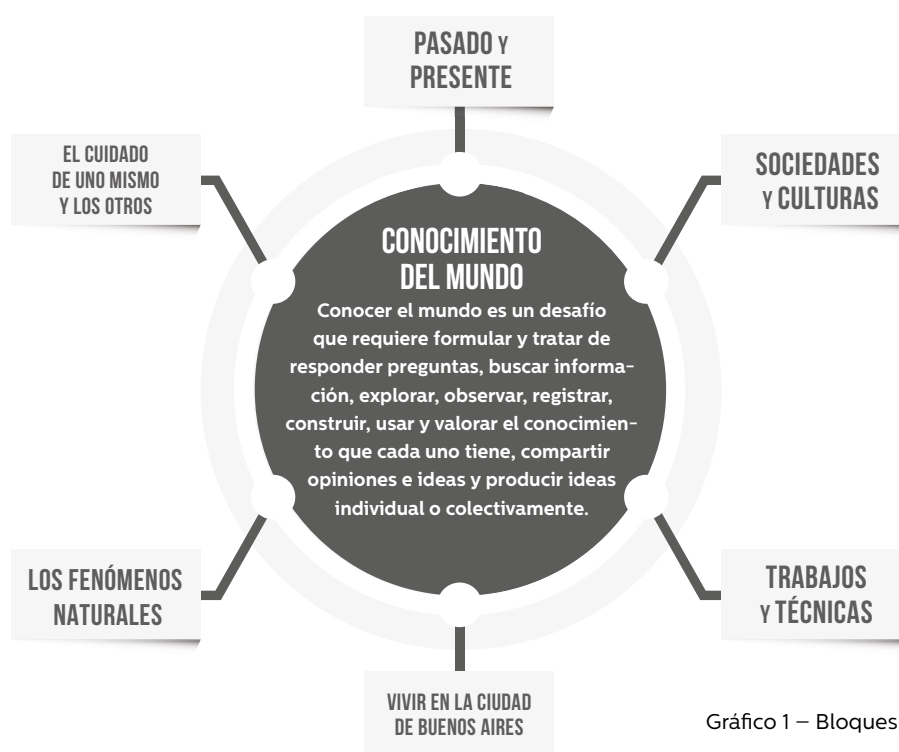 PASADO Y
PRESENTE
EL CUIDADO
DE UNO MISMO
Y LOS OTROS
SOCIEDADES
Y CULTURAS
CONOCIMIENTO
DEL MUNDO
Conocer el mundo es un desafío
que requiere formular y tratar de
responder preguntas, buscar informa-
ción, explorar, observar, registrar,
construir, usar y valorar el conocimien-
to que cada uno tiene, compartir
opiniones e ideas y producir ideas
individual o colectivamente.
LOS FENÓMENOS
NATURALES
TRABAJOS
Y TÉCNICAS
VIVIR EN LA CIUDAD
DE BUENOS AIRES
Gráfico 1 – Bloques